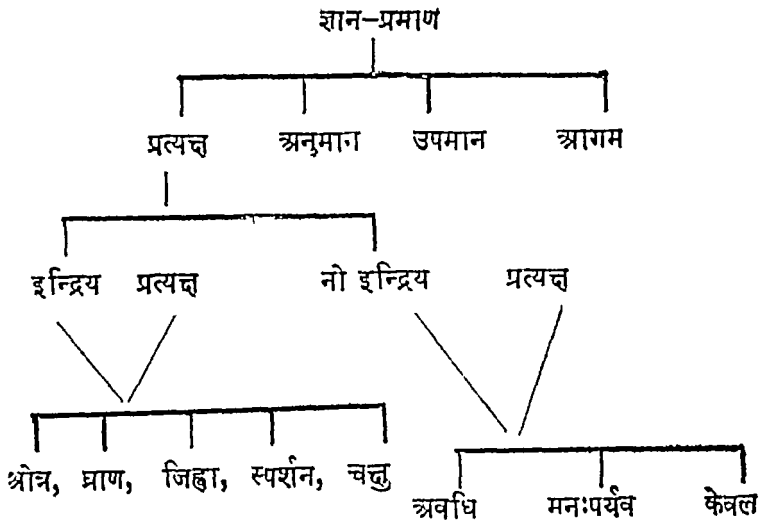 ज्ञान-प्रमाण
प्रत्यक्ष अनुमान उपमान आगम
इन्द्रिय प्रत्यक्ष नो इन्द्रिय प्रत्यक्ष
श्रोत्र, घ्राण, जिह्वा, स्पर्शन, चक्षु
अवधि मनःपर्यव केवल